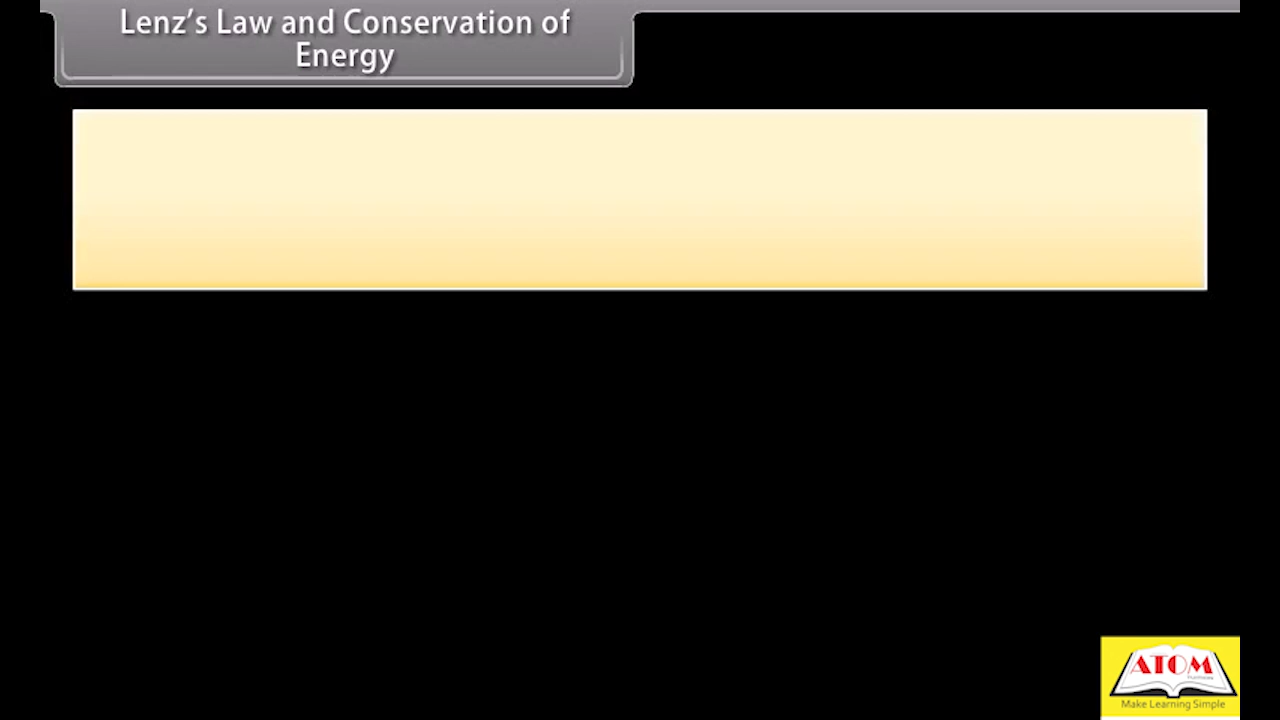 Lenz’s Law and Conservation of
Energy
ATOM
Make Learning Simple